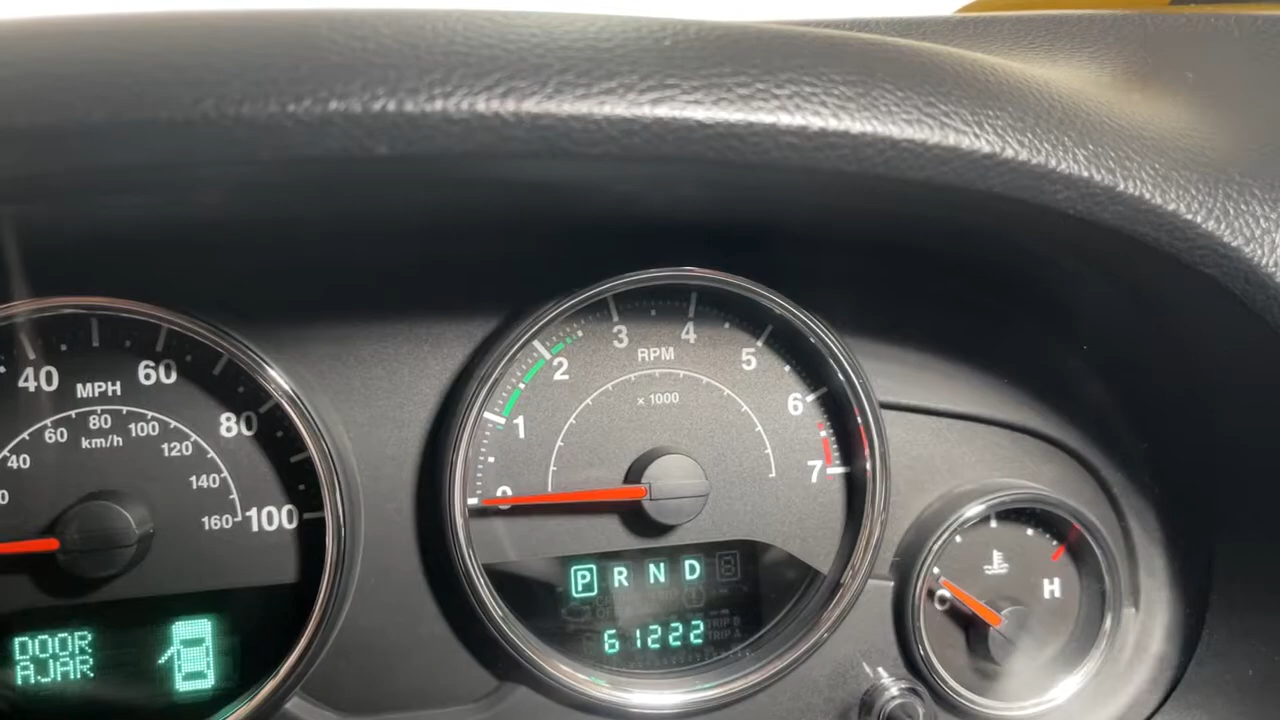 40 MPH 60 80 100
40 60 80 100 120 140 160
km/h
DOOR
AJAR
0 1 2 3 4 5 6 7
RPM
x 1000
P R N D 8
61222
TRIP B
TRIP A
C H